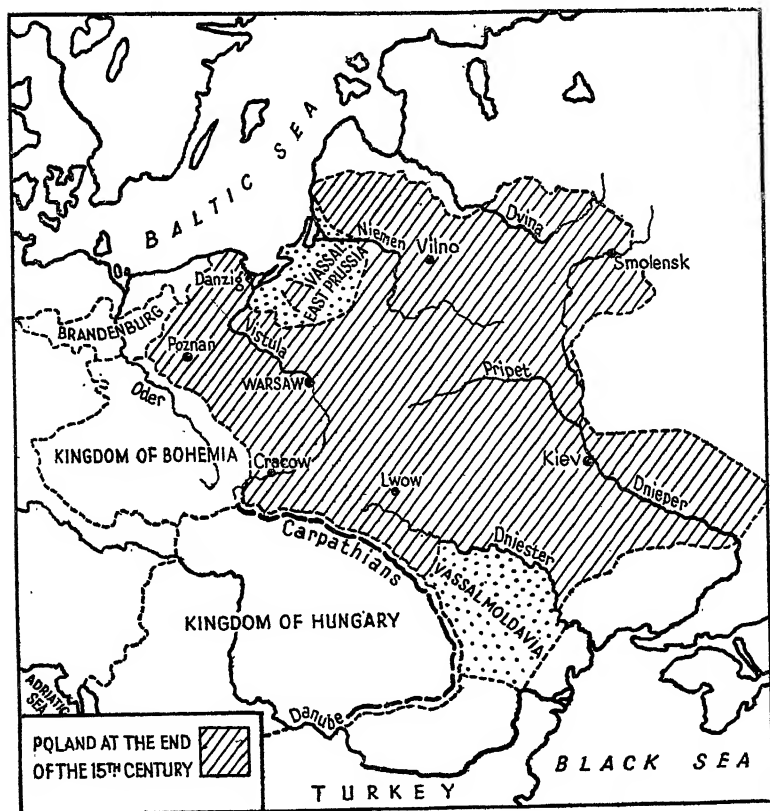 BALTIC SEA
Dvina
Niemen
Vilno
Smolensk
VASSAL
EAST PRUSSIA
Danzig
BRANDENBURG
Poznan
Vistula
WARSAW
Pripet
Oder
KINGDOM OF BOHEMIA
Cracow
Lwow
Kiev
Dnieper
Carpathians
Dniester
VASSAL MOLDAVIA
KINGDOM OF HUNGARY
ADRIATIC
SEA
Danube
POLAND AT THE END
OF THE 15TH CENTURY
BLACK SEA
TURKEY